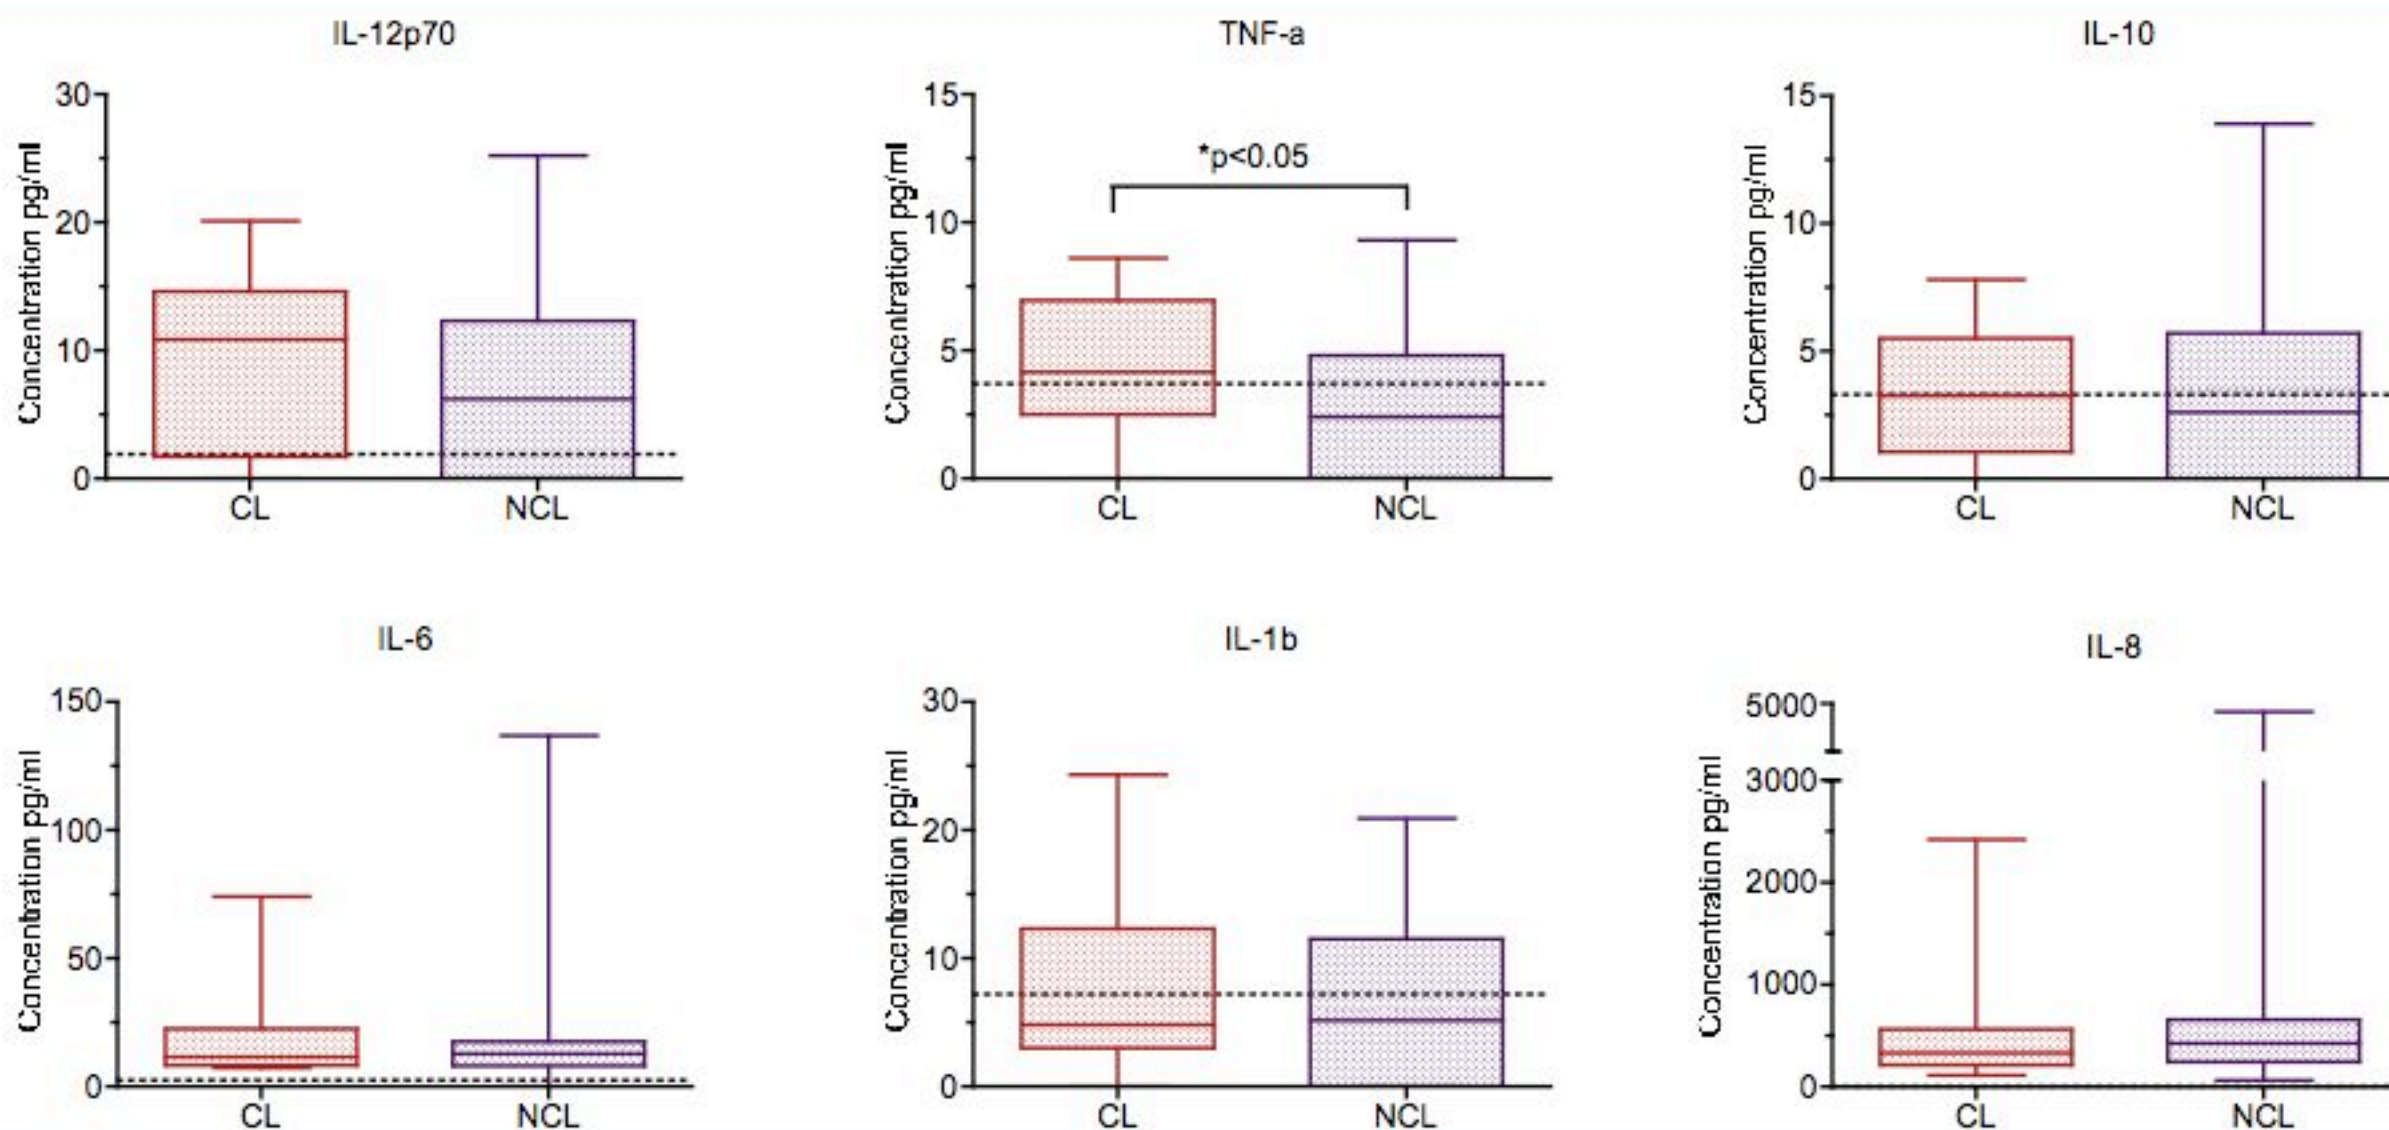 IL-12p70
Concentration pg/ml
30
20
10
0
CL
NCL
TNF-a
Concentration pg/ml
15
10
5
0
*p<0.05
CL
NCL
IL-10
Concentration pg/ml
15
10
5
0
CL
NCL
IL-6
Concentration pg/ml
150
100
50
0
CL
NCL
IL-1b
Concentration pg/ml
30
20
10
0
CL
NCL
IL-8
Concentration pg/ml
5000
3000
2000
1000
0
CL
NCL